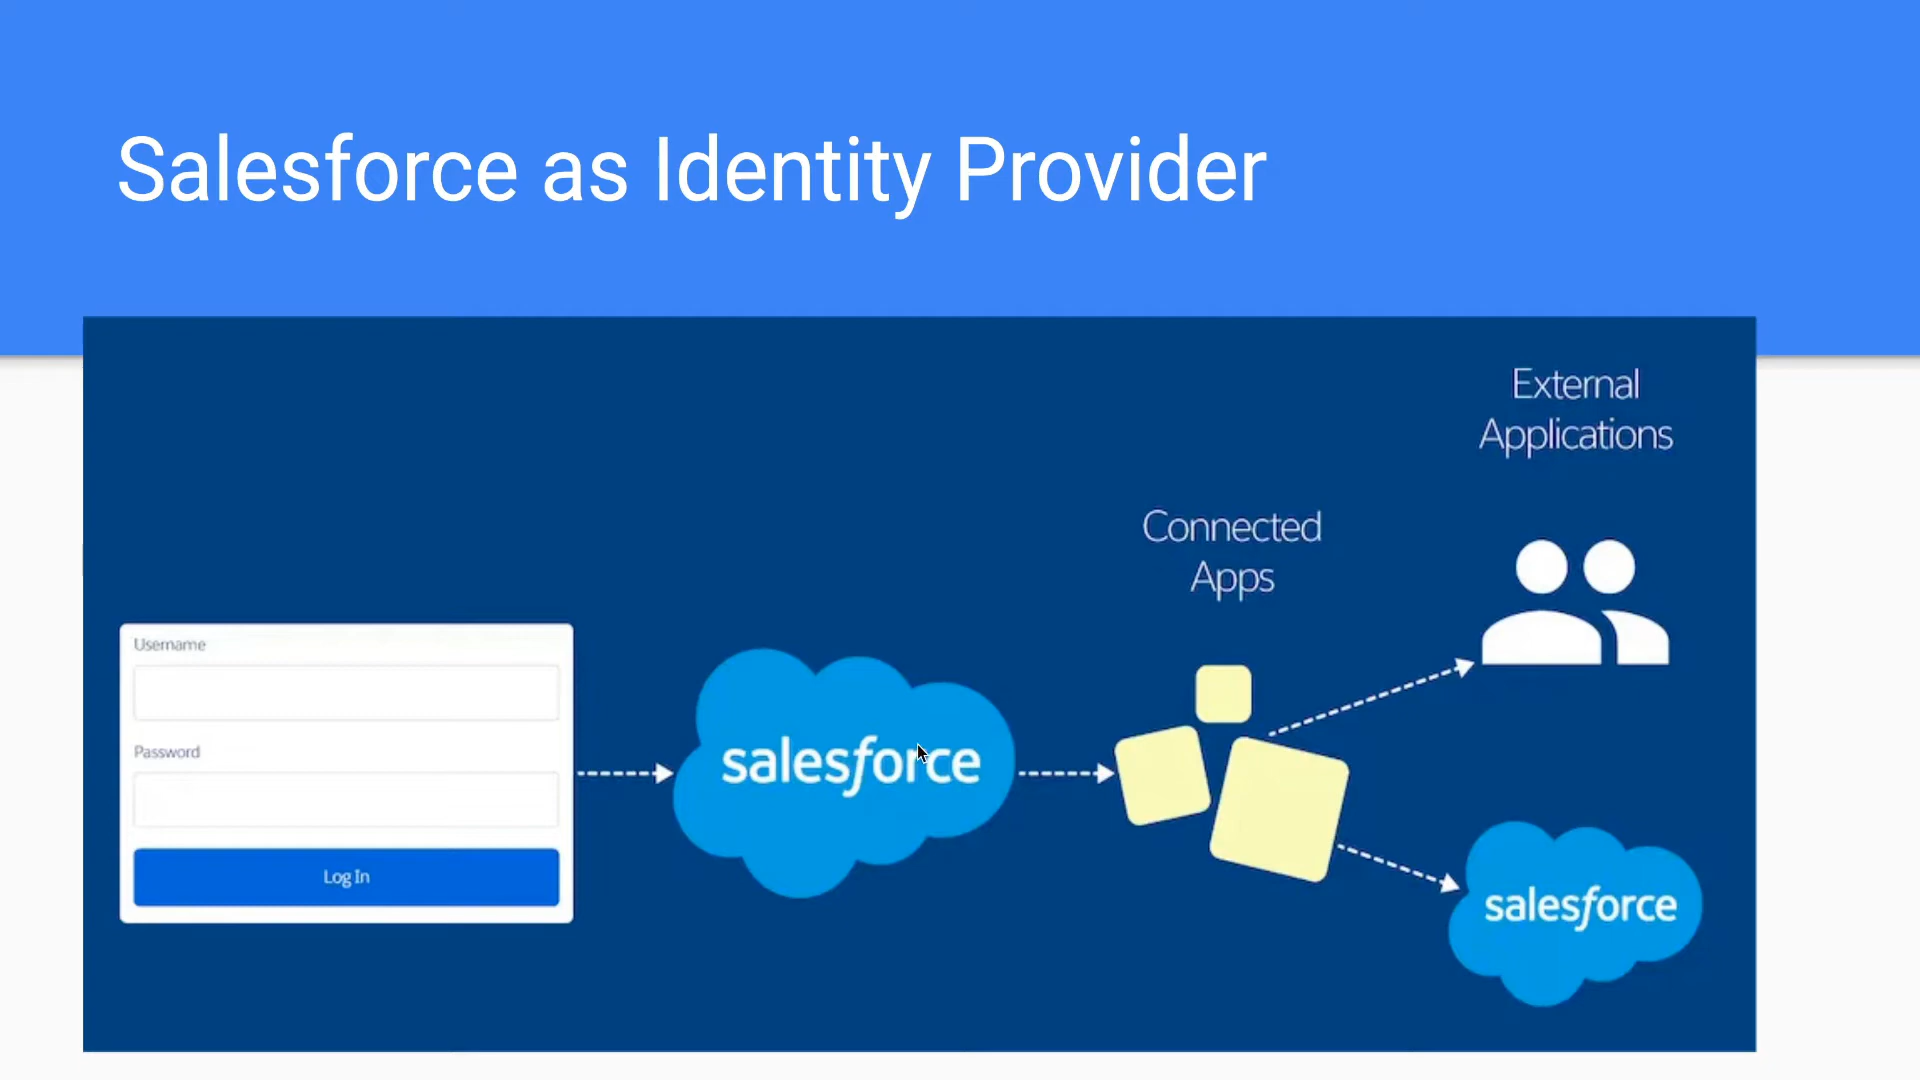 Salesforce as Identity Provider
External
Applications
Connected
Apps
Username
Password
Log In
salesforce
salesforce